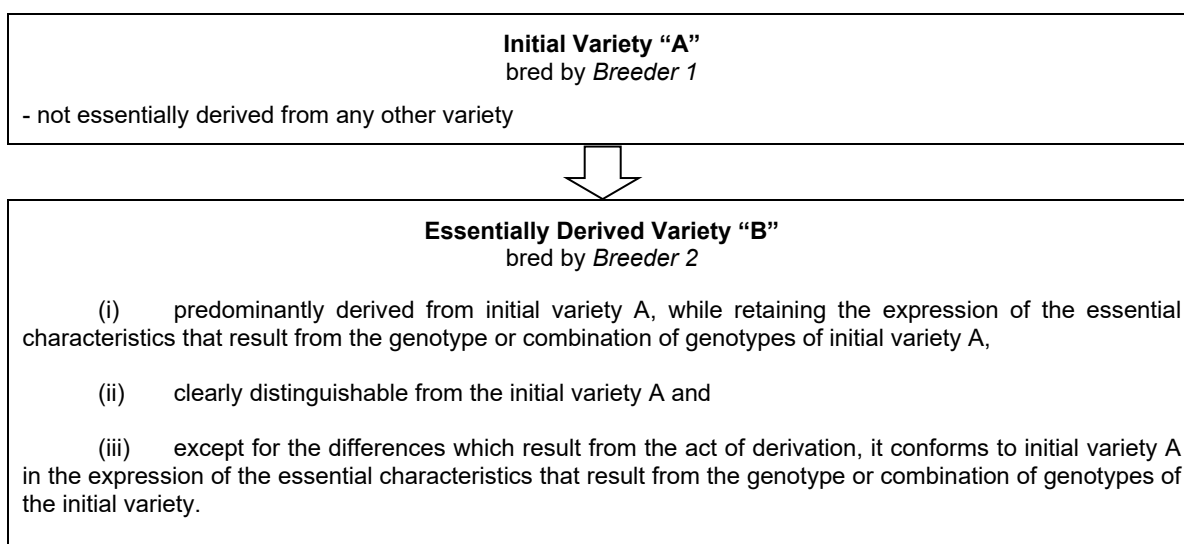 Initial Variety “A”
bred by Breeder 1
- not essentially derived from any other variety
Essentially Derived Variety “B”
bred by Breeder 2
(i) predominantly derived from initial variety A, while retaining the expression of the essential
characteristics that result from the genotype or combination of genotypes of initial variety A,
(ii) clearly distinguishable from the initial variety A and
(iii) except for the differences which result from the act of derivation, it conforms to initial variety A
in the expression of the essential characteristics that result from the genotype or combination of genotypes of
the initial variety.